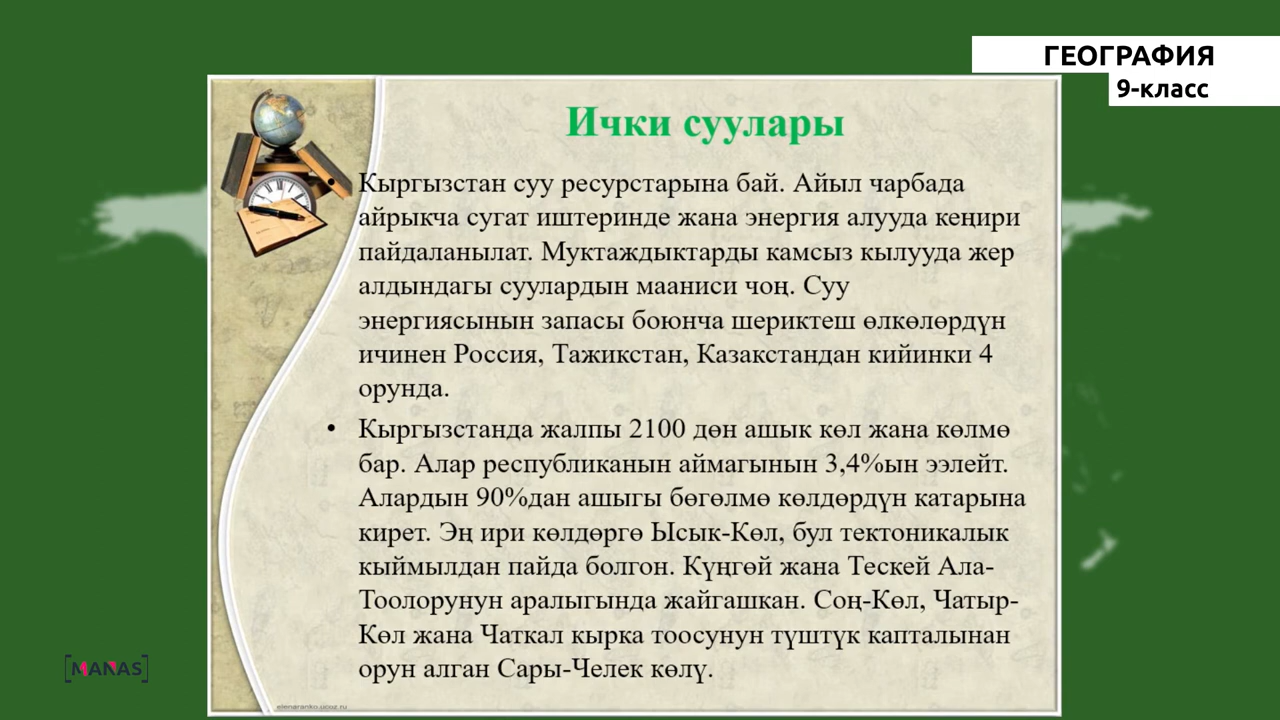 ГЕОГРАФИЯ
9-класс
Ички суулары
• Кыргызстан суу ресурстарына бай. Айыл чарбада
айрыкча сугат иштеринде жана энергия алууда кеңири
пайдаланылат. Муктаждыктарды камсыз кылууда жер
алдындагы суулардын мааниси чоң. Суу
энергиясынын запасы боюнча шериктеш өлкөлөрдүн
ичинен Россия, Тажикстан, Казакстандан кийинки 4
орунда.
• Кыргызстанда жалпы 2100 дөн ашык көл жана көлмө
бар. Алар республиканын аймагынын 3,4%ын ээлейт.
Алардын 90%дан ашыгы бөгөлмө көлдөрдүн катарына
кирет. Эң ири көлдөргө Ысык-Көл, бул тектоникалык
кыймылдан пайда болгон. Күңгөй жана Тескей Ала-
Тоолорунун аралыгында жайгашкан. Соң-Көл, Чатыр-
Көл жана Чаткал кырка тоосунун түштүк капталынан
орун алган Сары-Челек көлү.
[MANAS]
elenaranko.ucoz.ru